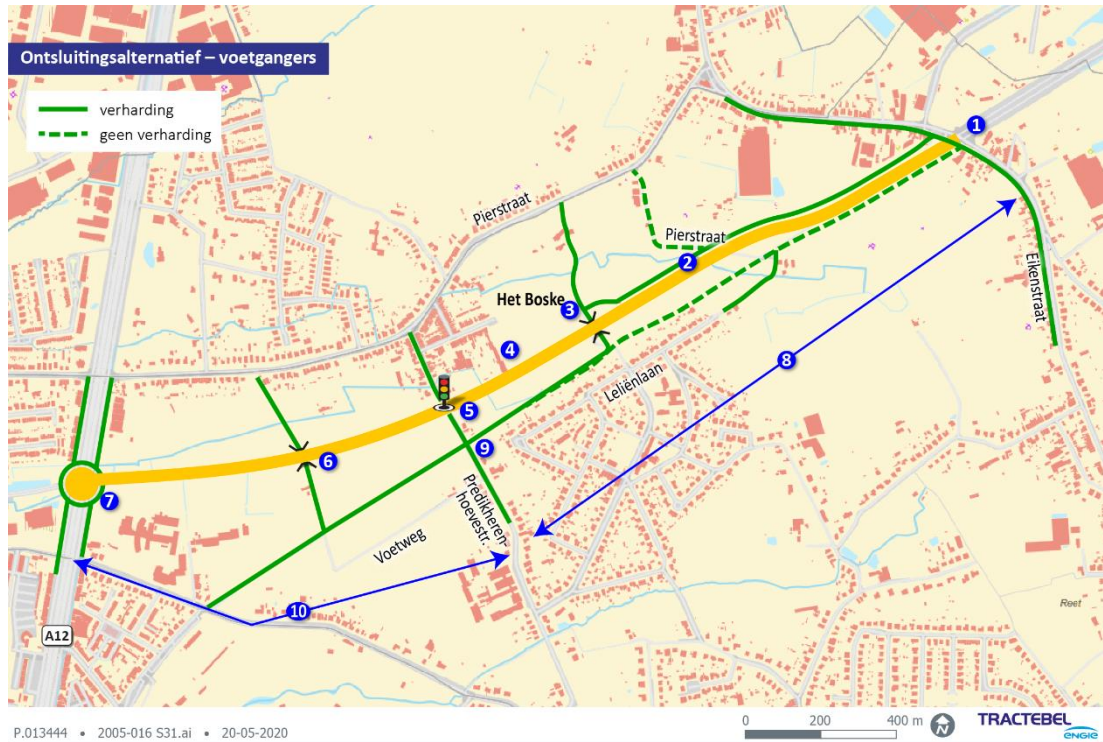 Ontsluitingsalternatief – voetgangers
verharding
geen verharding
1
Pierstraat
Pierstraat
2
Eikenstraat
Het Boske
3
4
8
Leliënlaan
5
9
6
7
Predikheren-
hoevestr.
Voetweg
10
Reet
A12
P.013444 • 2005-016 S31.ai • 20-05-2020
0 200 400 m
N
TRACTEBEL
ENGIE